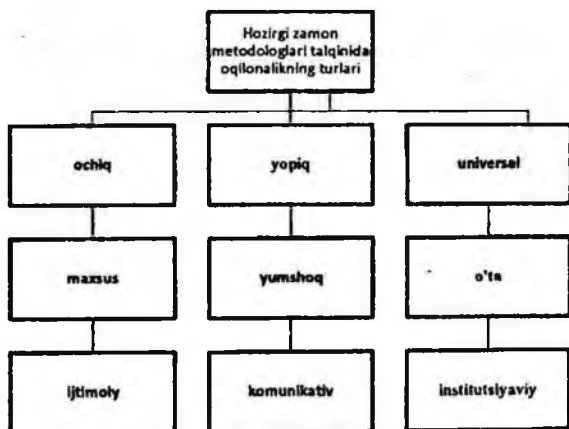 Hozirgi zamon
metodologlari talqinida
oqilonalikning turlari
ochiq
yopiq
universal
maxsus
yumshoq
o'ta
ijtimoiy
komunikativ
institutsiyaviy